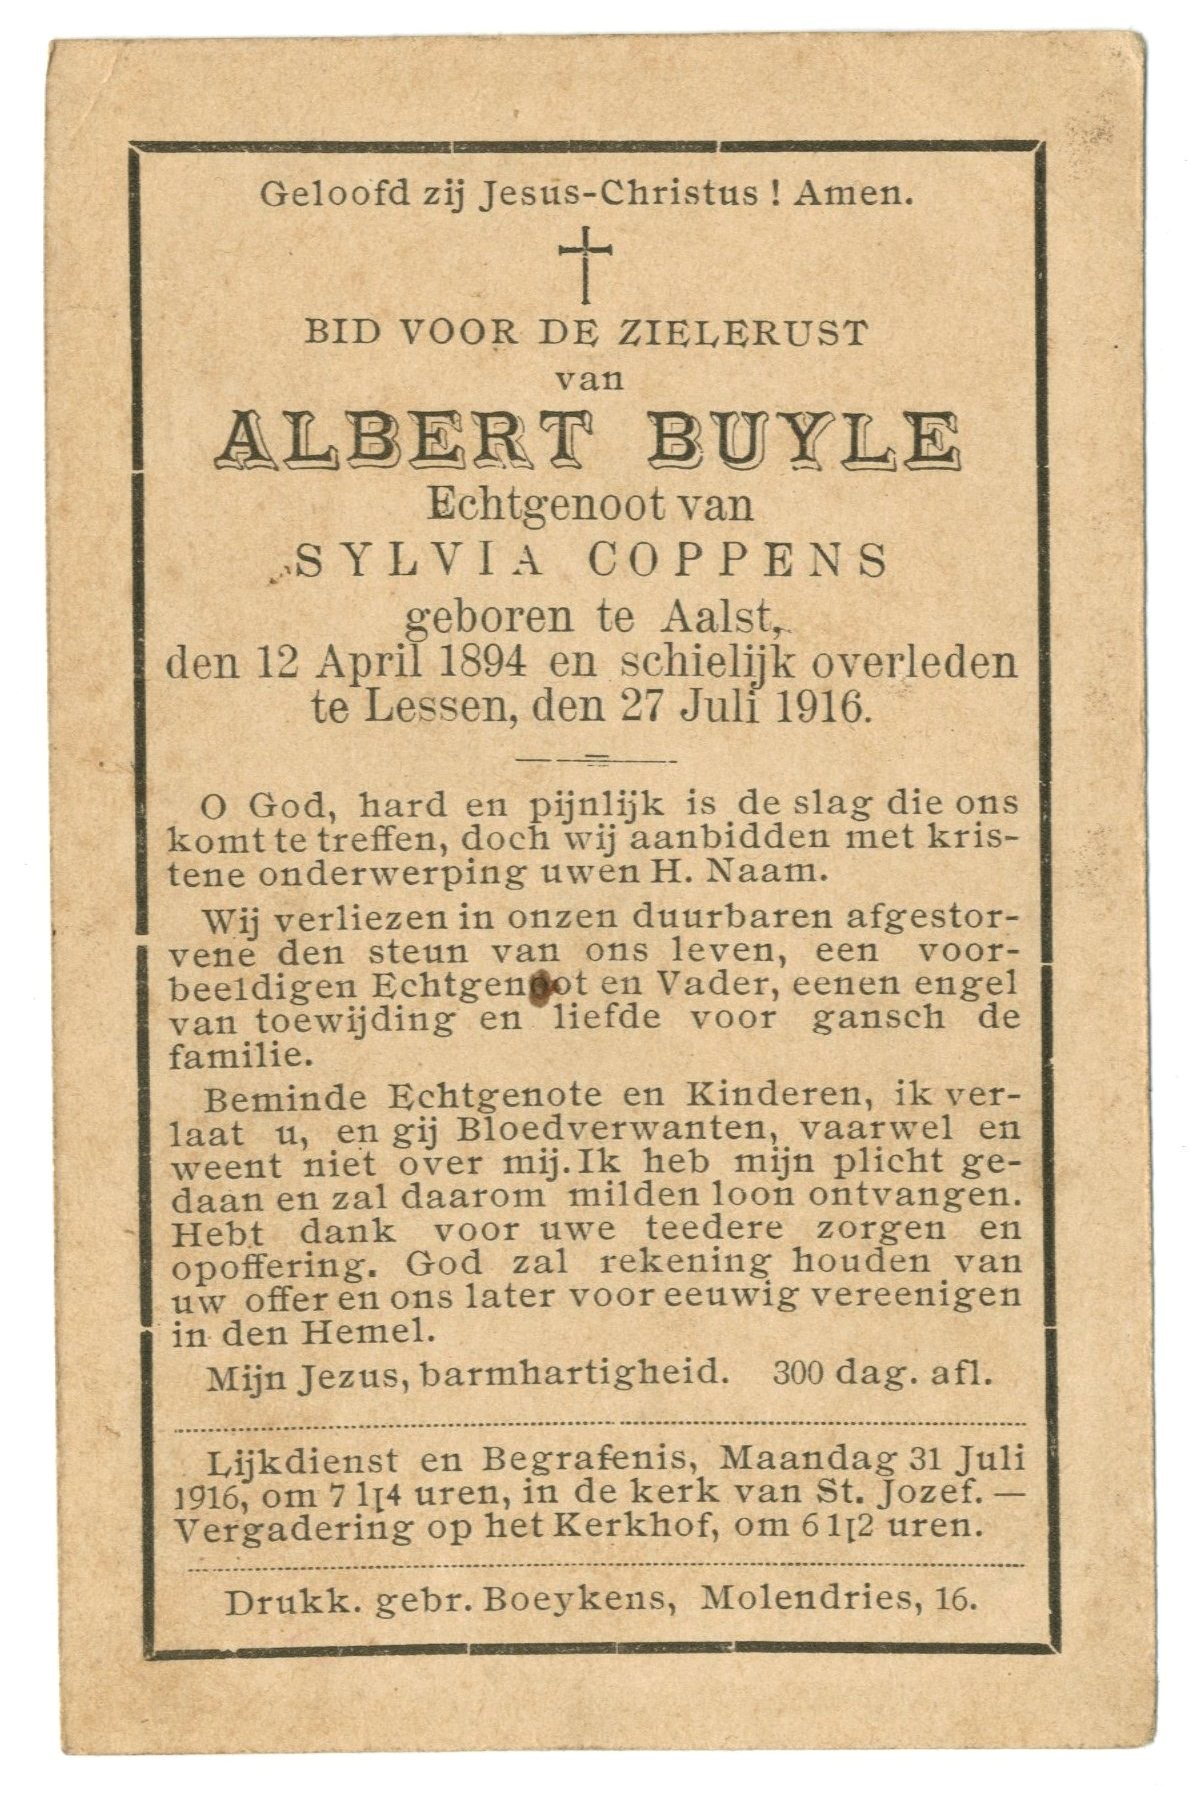 Geloofd zij Jesus-Christus ! Amen.
BID VOOR DE ZIELERUST
van
ALBERT BUYLE
Echtgenoot van
SYLVIA COPPENS
geboren te Aalst,
den 12 April 1894 en schielijk overleden
te Lessen, den 27 Juli 1916.
O God, hard en pijnlijk is de slag die ons
komt te treffen, doch wij aanbidden met kris-
tene onderwerping uwen H. Naam.
Wij verliezen in onzen duurbaren afgestor-
vene den steun van ons leven, een voor-
beeldigen Echtgenoot en Vader, eenen engel
van toewijding en liefde voor gansch de
familie.
Beminde Echtgenote en Kinderen, ik ver-
laat u, en gij Bloedverwanten, vaarwel en
weent niet over mij. Ik heb mijn plicht ge-
daan en zal daarom milden loon ontvangen.
Hebt dank voor uwe teedere zorgen en
opoffering. God zal rekening houden van
uw offer en ons later voor eeuwig vereenigen
in den Hemel.
Mijn Jezus, barmhartigheid. 300 dag. afl.
Lijkdienst en Begrafenis, Maandag 31 Juli
1916, om 7 1[4 uren, in de kerk van St. Jozef. —
Vergadering op het Kerkhof, om 6 1[2 uren.
Drukk. gebr. Boeykens, Molendries, 16.